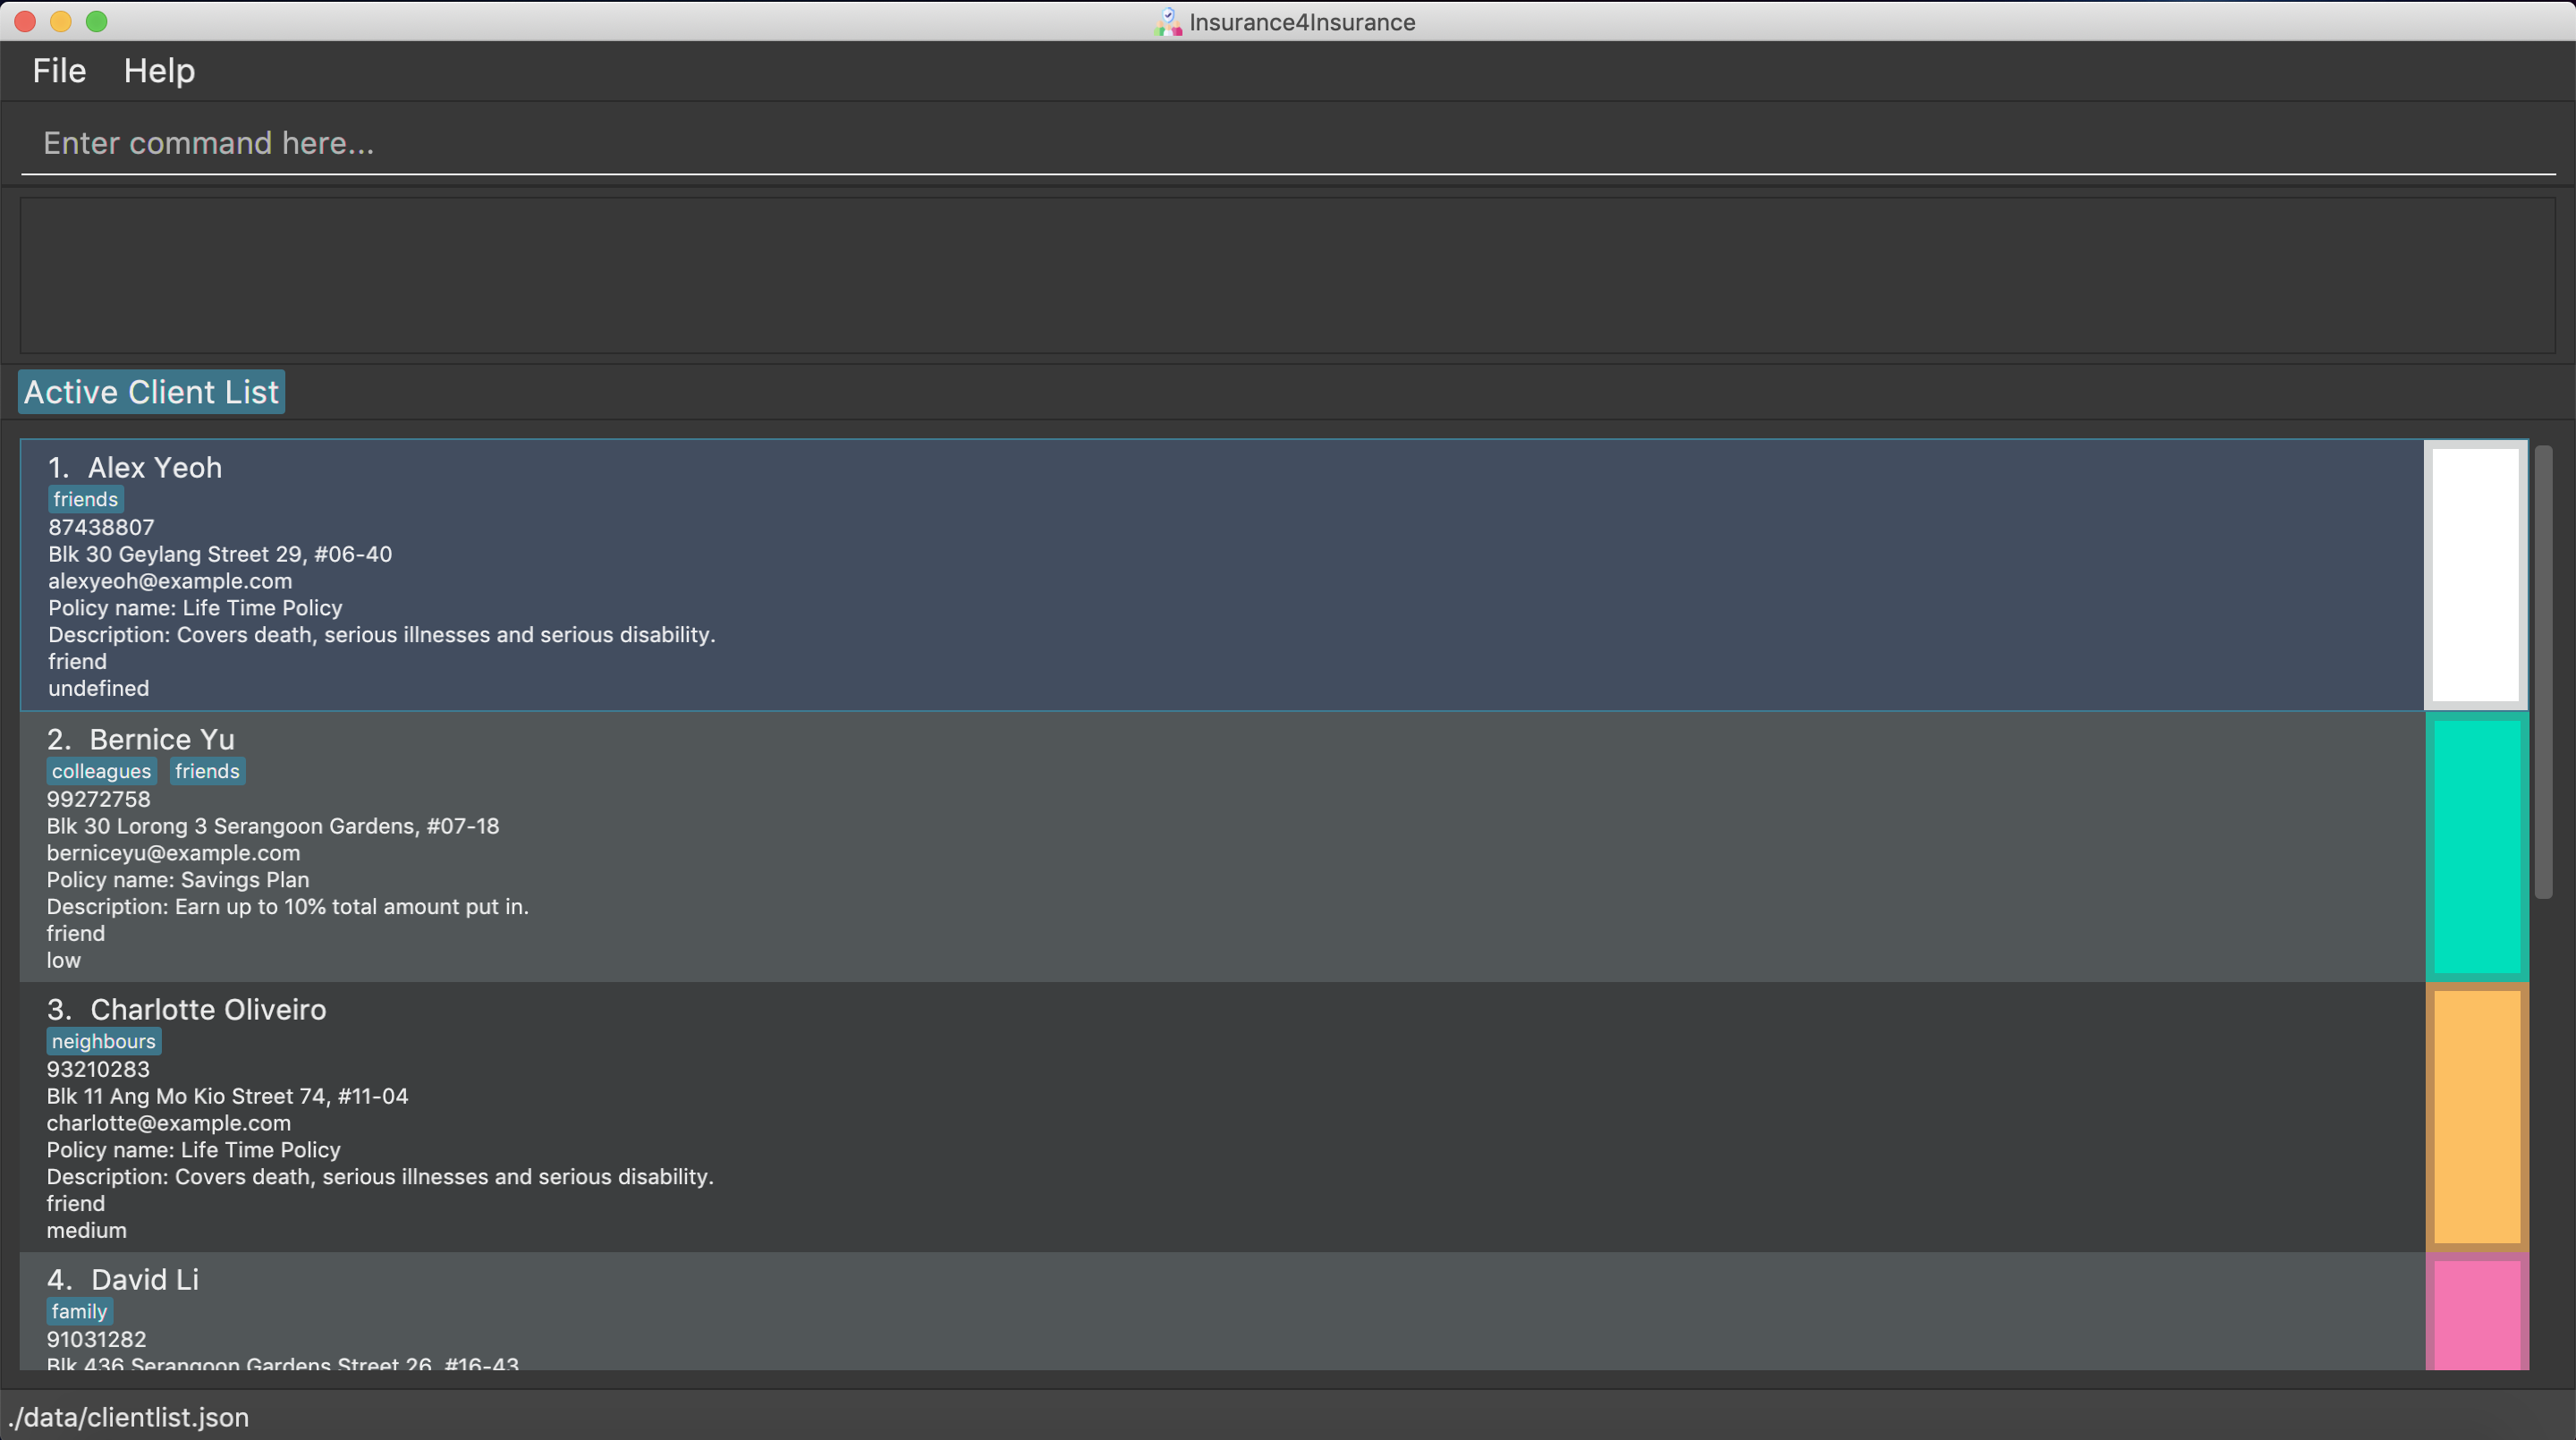 Insurance4Insurance
File Help
Enter command here...
Active Client List
1. Alex Yeoh
friends
87438807
Blk 30 Geylang Street 29, #06-40
alexyeoh@example.com
Policy name: Life Time Policy
Description: Covers death, serious illnesses and serious disability.
friend
undefined
2. Bernice Yu
colleagues friends
99272758
Blk 30 Lorong 3 Serangoon Gardens, #07-18
berniceyu@example.com
Policy name: Savings Plan
Description: Earn up to 10% total amount put in.
friend
low
3. Charlotte Oliveiro
neighbours
93210283
Blk 11 Ang Mo Kio Street 74, #11-04
charlotte@example.com
Policy name: Life Time Policy
Description: Covers death, serious illnesses and serious disability.
friend
medium
4. David Li
family
91031282
Blk 436 Serangoon Gardens Street 26, #16-43
./data/clientlist.json